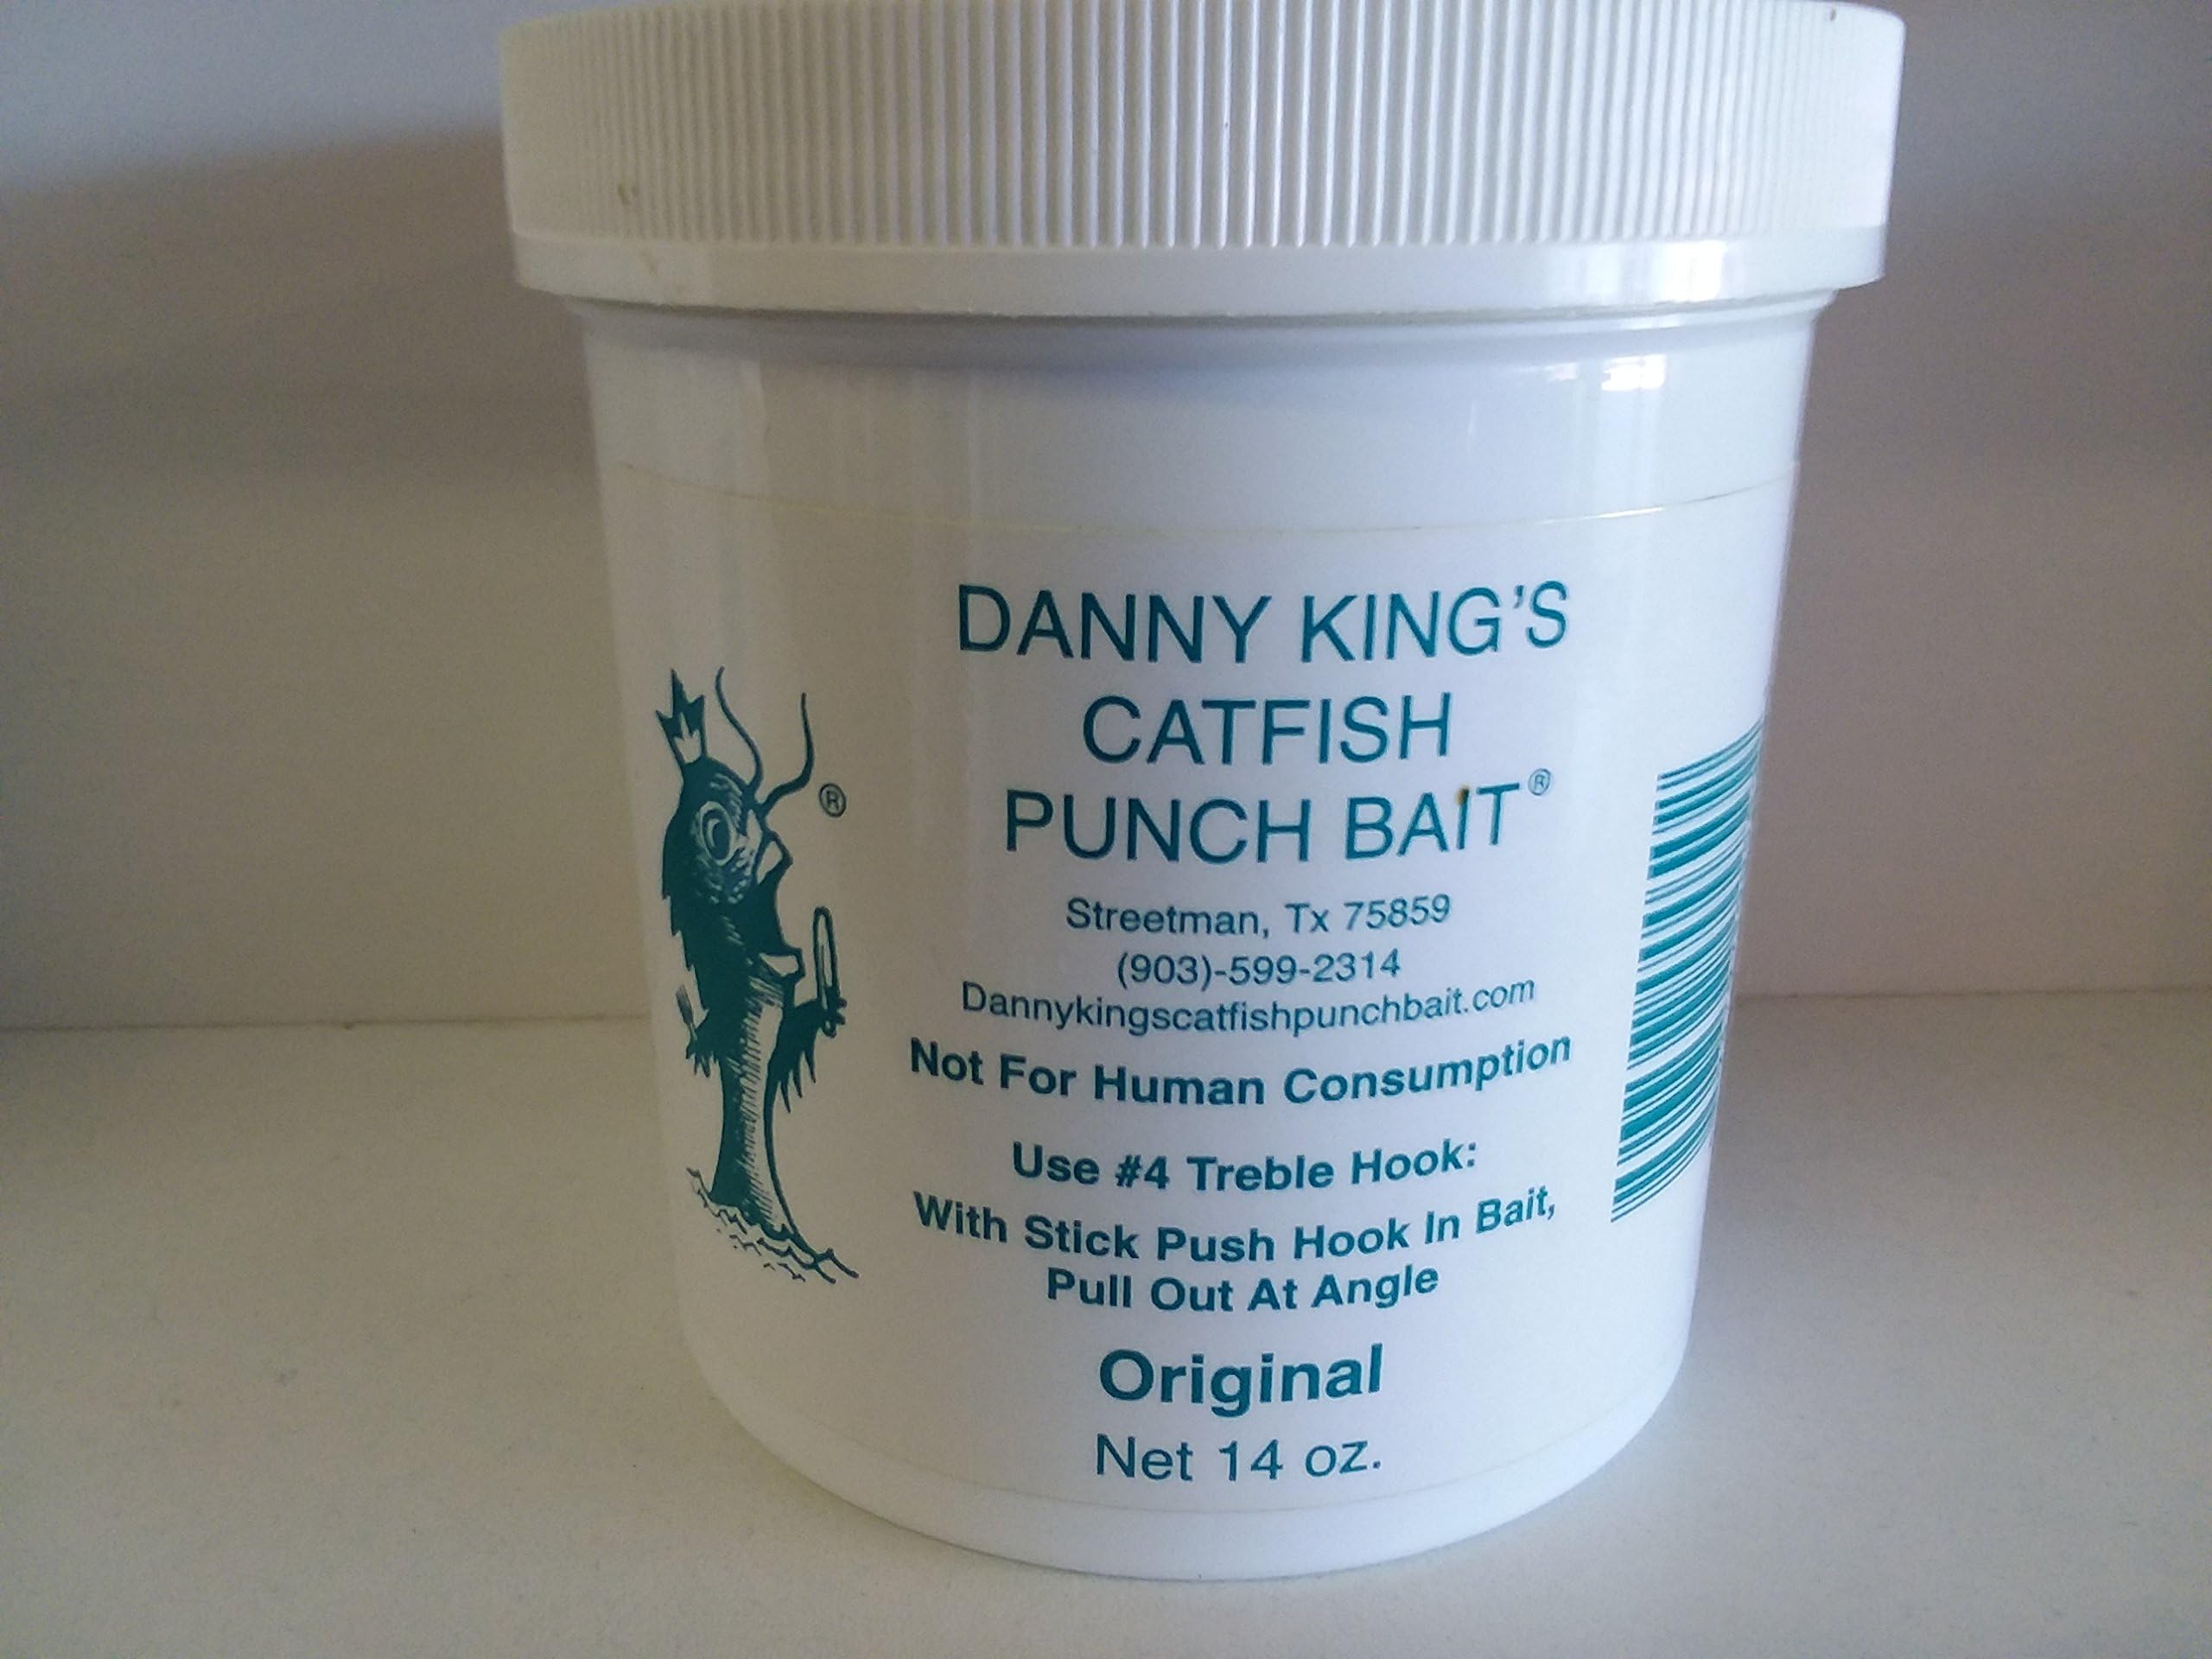 DANNY KING'S
CATFISH
PUNCH BAIT®
®
Streetman, Tx 75859
(903)-599-2314
Dannykingscatfishpunchbait.com
Not For Human Consumption
Use #4 Treble Hook:
With Stick Push Hook In Bait,
Pull Out At Angle
Original
Net 14 oz.